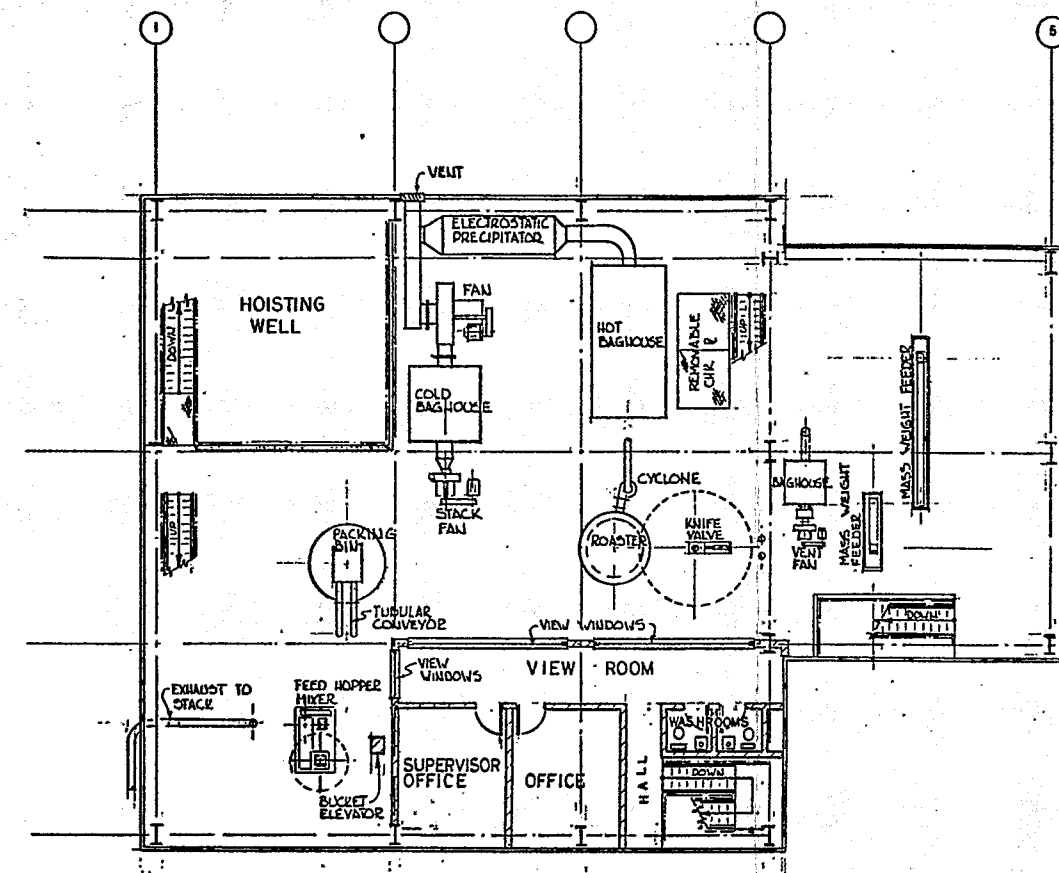 1
5
VENT
ELECTROSTATIC
PRECIPITATOR
HOISTING
WELL
DOWN
FAN
HOT
BAGHOUSE
REMOVABLE
CHK R
UP
COLD
BAGHOUSE
MASS WEIGHT FEEDER
STACK
FAN
CYCLONE
BAGHOUSE
MASS WEIGHT
FEEDER
UP
PACKING
BIN
ROASTER
KNIFE
VALVE
VENT
FAN
TUBULAR
CONVEYOR
VIEW WINDOWS
DOWN
VIEW
WINDOWS
VIEW ROOM
EXHAUST TO
STACK
FEED HOPPER
MIXER
WASHROOMS
SUPERVISOR
OFFICE
OFFICE
HALL
DOWN
BUCKET
ELEVATOR